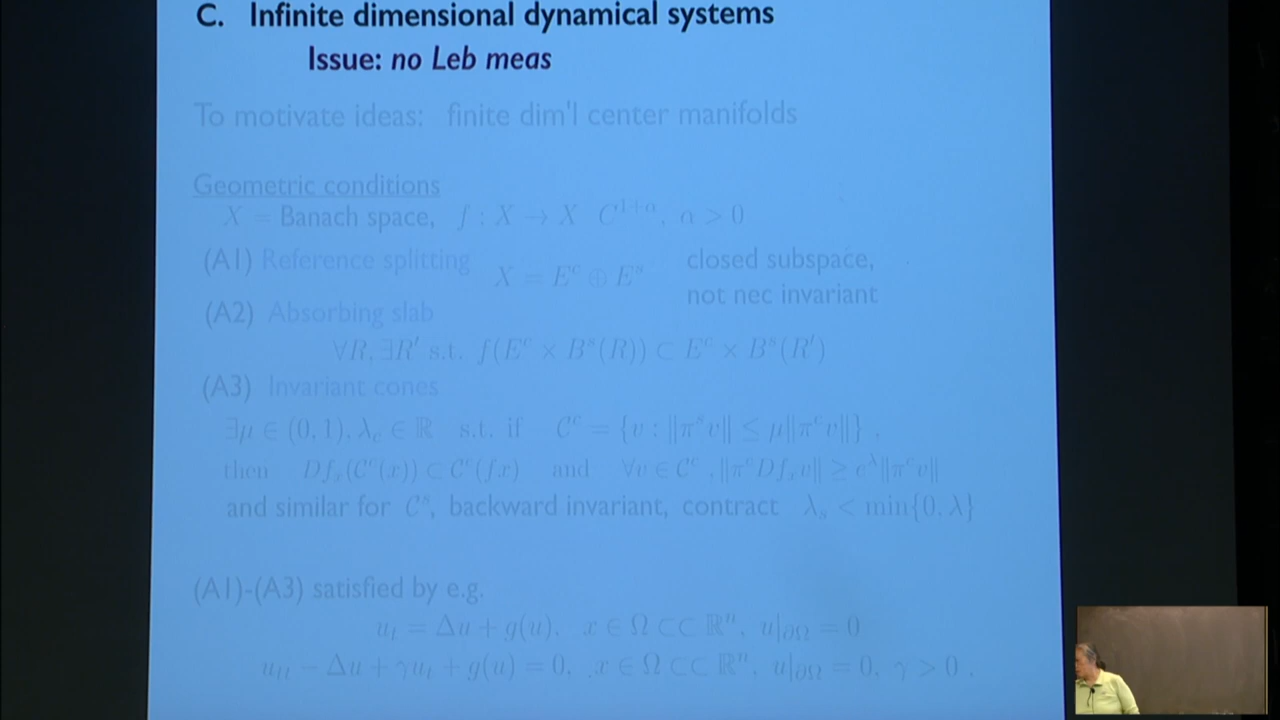 C. Infinite dimensional dynamical systems
Issue: no Leb meas
To motivate ideas: finite dim'l center manifolds
Geometric conditions
X = Banach space, f : X → X C^{1+α}, α > 0
(A1) Reference splitting X = E^c ⊕ E^s closed subspace,
not nec invariant
(A2) Absorbing slab
∀R, ∃R' s.t. f(E^c × B^s(R)) ⊂ E^c × B^s(R')
(A3) Invariant cones
∃μ ∈ (0, 1), λ_c ∈ ℝ s.t. if C^c = {v : ‖π^s v‖ ≤ μ‖π^c v‖} ,
then Df_x(C^c(x)) ⊂ C^c(fx) and ∀v ∈ C^c , ‖π^c Df_x v‖ ≥ e^λ‖π^c v‖
and similar for C^s, backward invariant, contract λ_s < min{0, λ}
(A1)-(A3) satisfied by e.g.
u_t = Δu + g(u), x ∈ Ω ⊂⊂ ℝ^n, u|_{∂Ω} = 0
u_{tt} − Δu + γu_t + g(u) = 0, x ∈ Ω ⊂⊂ ℝ^n, u|_{∂Ω} = 0, γ > 0 .